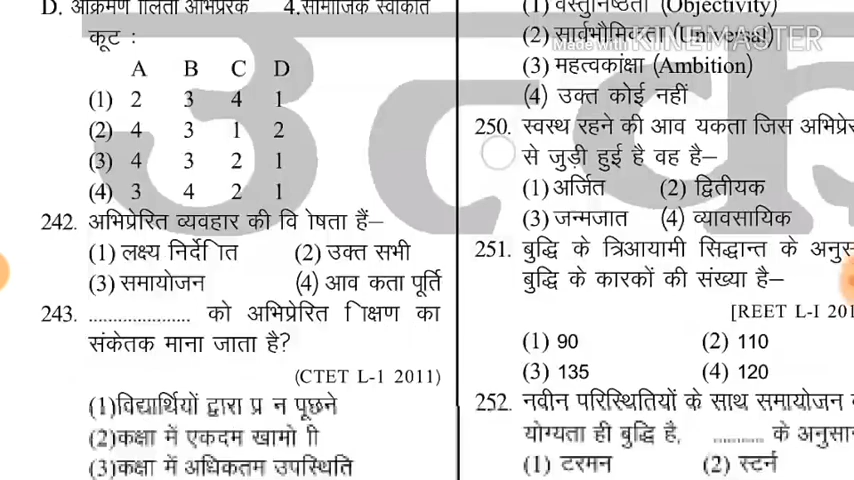 D. आक्रमण ीलता अभिप्रेरक 4.सामाजिक स्वीकृति
कूट :
A B C D
(1) 2 3 4 1
(2) 4 3 1 2
(3) 4 3 2 1
(4) 3 4 2 1
242. अभिप्रेरित व्यवहार की वि ोषता हैं–
(1) लक्ष्य निर्दे ित (2) उक्त सभी
(3) समायोजन (4) आव कता पूर्ति
243. .................... को अभिप्रेरित िक्षण का
संकेतक माना जाता है?
(CTET L-1 2011)
(1)विद्यार्थियों द्वारा प्र न पूछने
(2)कक्षा में एकदम खामो ी
(3)कक्षा में अधिकतम उपस्थिति
(1) वस्तुनिष्ठता (Objectivity)
(2) सार्वभौमिकता (Universal)
Made with KINEMASTER
(3) महत्वकांक्षा (Ambition)
(4) उक्त कोई नहीं
250. स्वस्थ रहने की आव यकता जिस अभिप्रे
से जुड़ी हुई है वह है–
(1) अर्जित (2) द्वितीयक
(3) जन्मजात (4) व्यावसायिक
251. बुद्धि के त्रिआयामी सिद्धान्त के अनुस
बुद्धि के कारकों की संख्या है–
[REET L-I 201
(1) 90 (2) 110
(3) 135 (4) 120
252. नवीन परिस्थितियों के साथ समायोजन
योग्यता ही बुद्धि है, ........... के अनुसा
(1) टरमन (2) स्टर्न